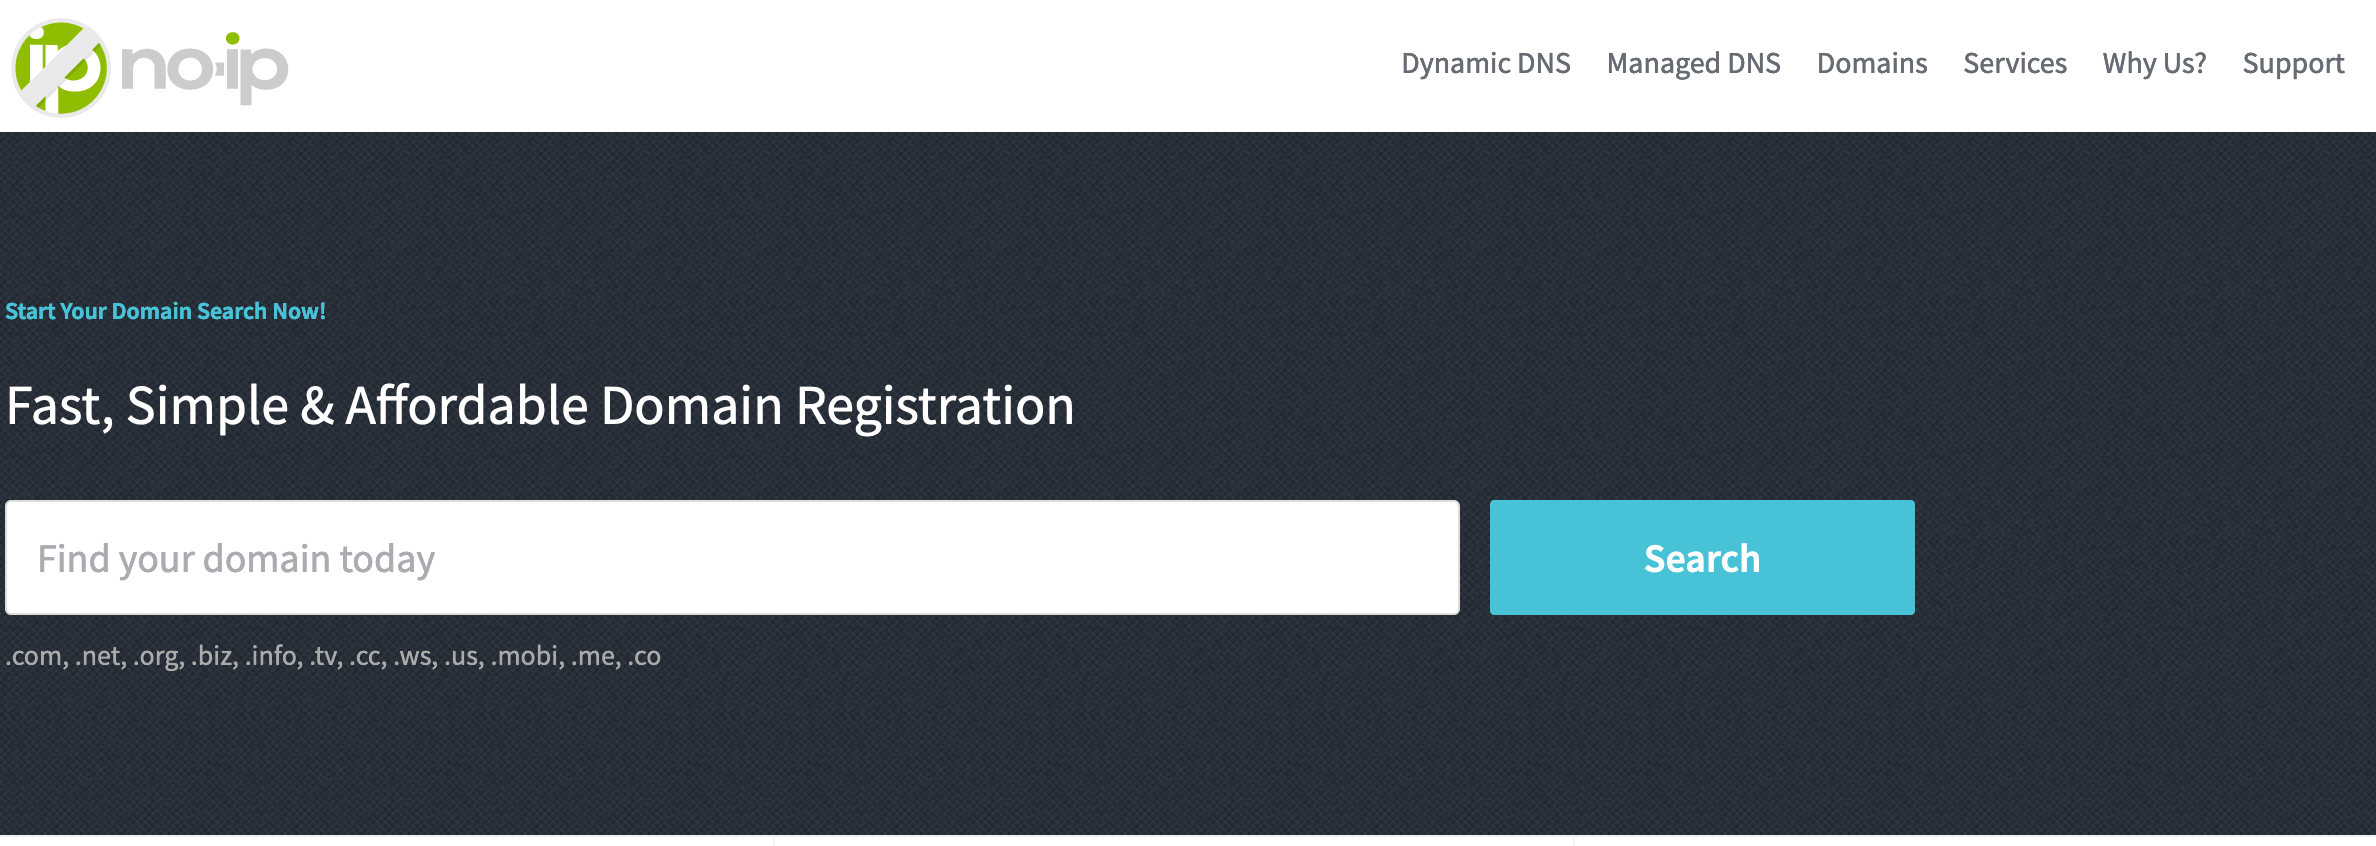 ip no-ip
Dynamic DNS Managed DNS Domains Services Why Us? Support
Start Your Domain Search Now!
Fast, Simple & Affordable Domain Registration
Find your domain today
Search
.com, .net, .org, .biz, .info, .tv, .cc, .ws, .us, .mobi, .me, .co